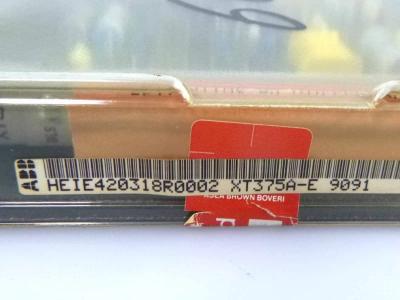 ABB
HEIE420318R0002 XT375A-E 9091
ASEA BROWN BOVERI